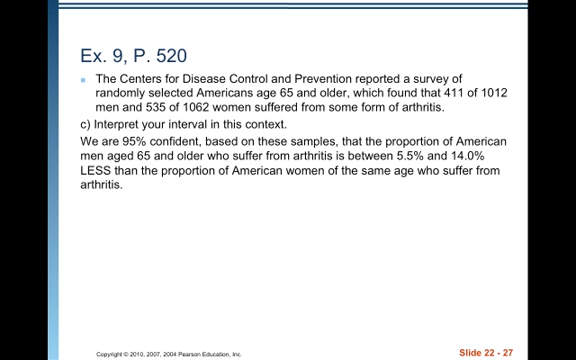 Ex. 9, P. 520
The Centers for Disease Control and Prevention reported a survey of
randomly selected Americans age 65 and older, which found that 411 of 1012
men and 535 of 1062 women suffered from some form of arthritis.
c) Interpret your interval in this context.
We are 95% confident, based on these samples, that the proportion of American
men aged 65 and older who suffer from arthritis is between 5.5% and 14.0%
LESS than the proportion of American women of the same age who suffer from
arthritis.
Copyright © 2010, 2007, 2004 Pearson Education, Inc.
Slide 22 - 27